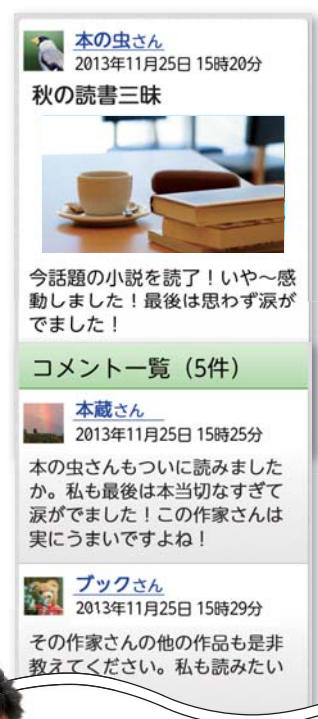 本の虫さん
2013年11月25日 15時20分
秋の読書三昧
今話題の小説を読了！いや〜感
動しました！最後は思わず涙が
でました！
コメント一覧（5件）
本蔵さん
2013年11月25日 15時25分
本の虫さんもついに読みました
か。私も最後は本当切なすぎて
涙がでました！この作家さんは
実にうまいですよね！
ブックさん
2013年11月25日 15時29分
その作家さんの他の作品も是非
教えてください。私も読みたい